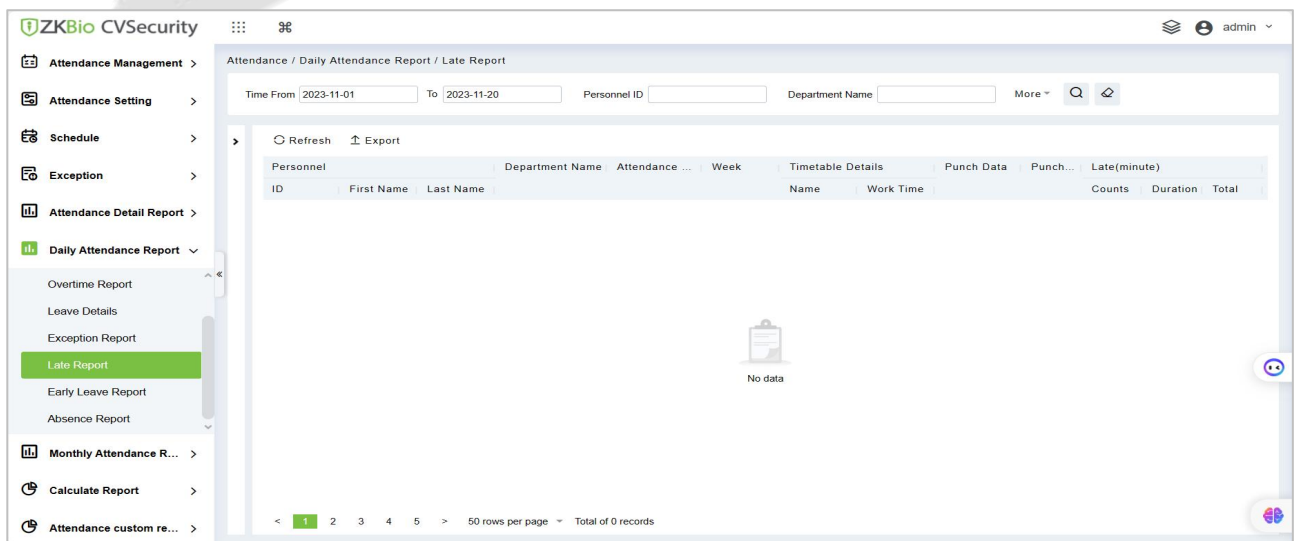 ZKBio CVSecurity
admin
Attendance Management
Attendance Setting
Schedule
Exception
Attendance Detail Report
Daily Attendance Report
Overtime Report
Leave Details
Exception Report
Late Report
Early Leave Report
Absence Report
Monthly Attendance R...
Calculate Report
Attendance custom re...
Attendance / Daily Attendance Report / Late Report
Time From 2023-11-01 To 2023-11-20 Personnel ID Department Name More
Refresh Export
Personnel Department Name Attendance ... Week Timetable Details Punch Data Punch... Late(minute)
ID First Name Last Name Name Work Time Counts Duration Total
No data
< 1 2 3 4 5 > 50 rows per page Total of 0 records